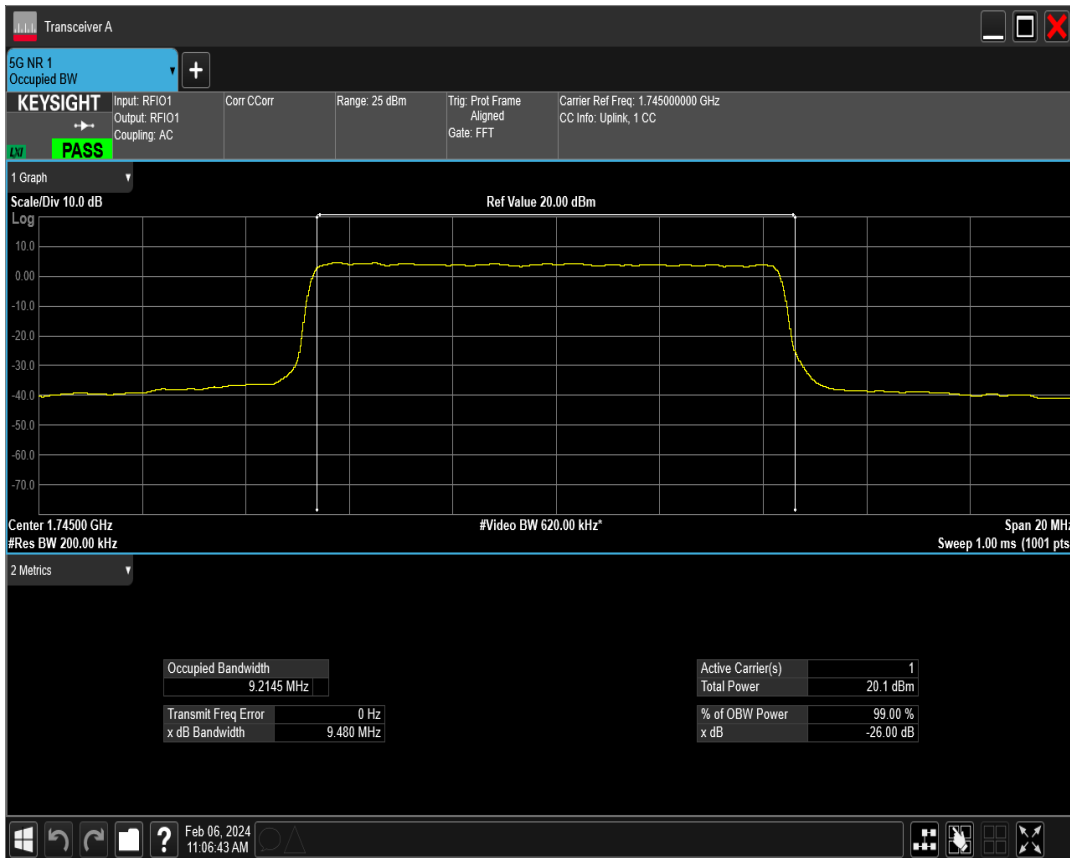 Transceiver A
5G NR 1
Occupied BW
KEYSIGHT
LXI
PASS
Input: RFIO1
Output: RFIO1
Coupling: AC
Corr CCorr
Range: 25 dBm
Trig: Prot Frame
Aligned
Gate: FFT
Carrier Ref Freq: 1.745000000 GHz
CC Info: Uplink, 1 CC
1 Graph
Scale/Div 10.0 dB
Ref Value 20.00 dBm
Log
10.0
0.00
-10.0
-20.0
-30.0
-40.0
-50.0
-60.0
-70.0
Center 1.74500 GHz
#Video BW 620.00 kHz*
Span 20 MHz
#Res BW 200.00 kHz
Sweep 1.00 ms (1001 pts
2 Metrics
Occupied Bandwidth
9.2145 MHz
Transmit Freq Error 0 Hz
x dB Bandwidth 9.480 MHz
Active Carrier(s) 1
Total Power 20.1 dBm
% of OBW Power 99.00 %
x dB -26.00 dB
?
Feb 06, 2024
11:06:43 AM